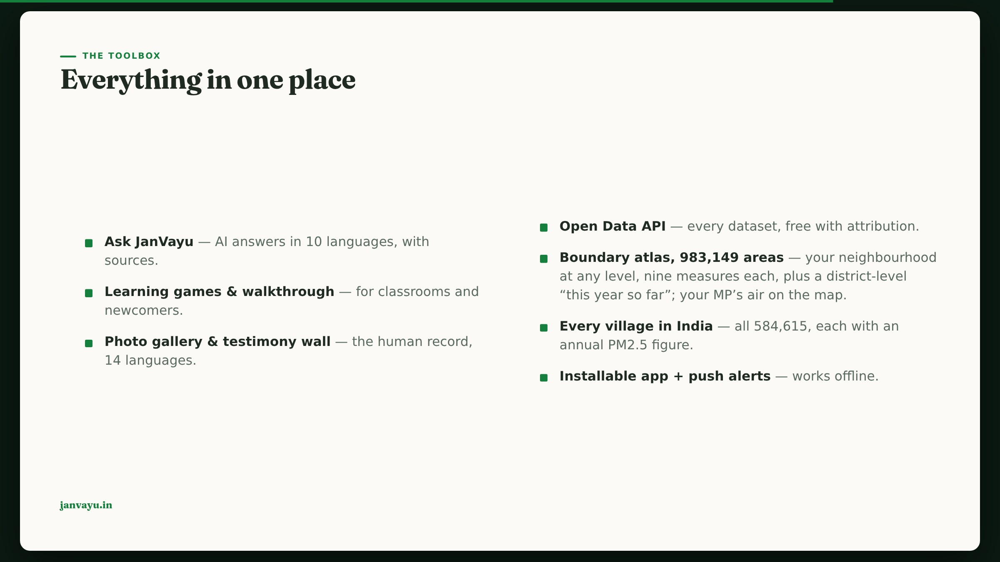 THE TOOLBOX
Everything in one place
Ask JanVayu — AI answers in 10 languages, with
sources.
Learning games & walkthrough — for classrooms and
newcomers.
Photo gallery & testimony wall — the human record,
14 languages.
Open Data API — every dataset, free with attribution.
Boundary atlas, 983,149 areas — your neighbourhood
at any level, nine measures each, plus a district-level
“this year so far”; your MP’s air on the map.
Every village in India — all 584,615, each with an
annual PM2.5 figure.
Installable app + push alerts — works offline.
janvayu.in